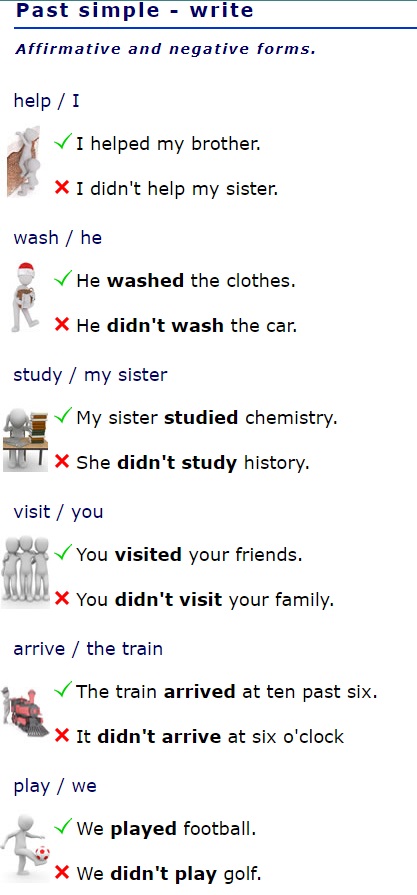 Past simple - write
Affirmative and negative forms.
help / I
I helped my brother.
I didn't help my sister.
wash / he
He washed the clothes.
He didn't wash the car.
study / my sister
My sister studied chemistry.
She didn't study history.
visit / you
You visited your friends.
You didn't visit your family.
arrive / the train
The train arrived at ten past six.
It didn't arrive at six o'clock
play / we
We played football.
We didn't play golf.